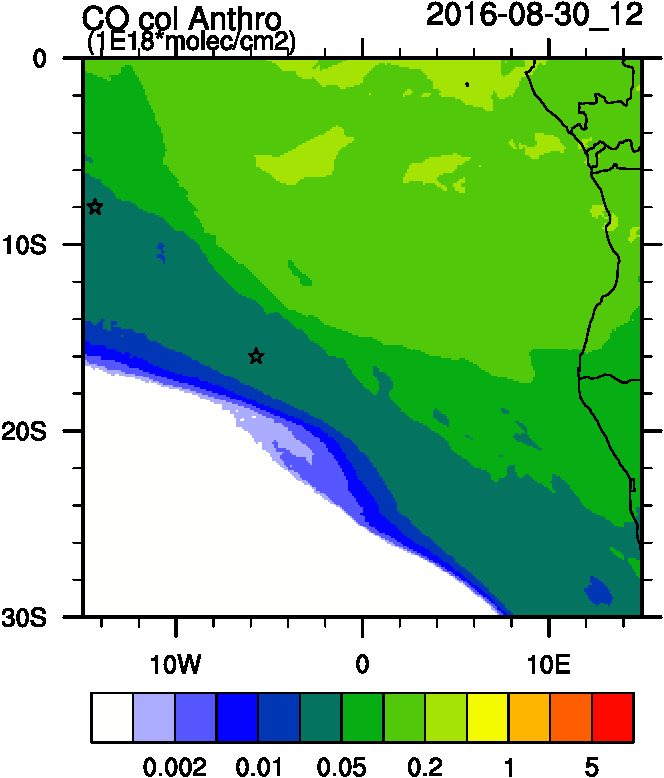 CO col Anthro 2016-08-30_12
(1E18*molec/cm2)
0
10S
20S
30S
10W 0 10E
0.002 0.01 0.05 0.2 1 5